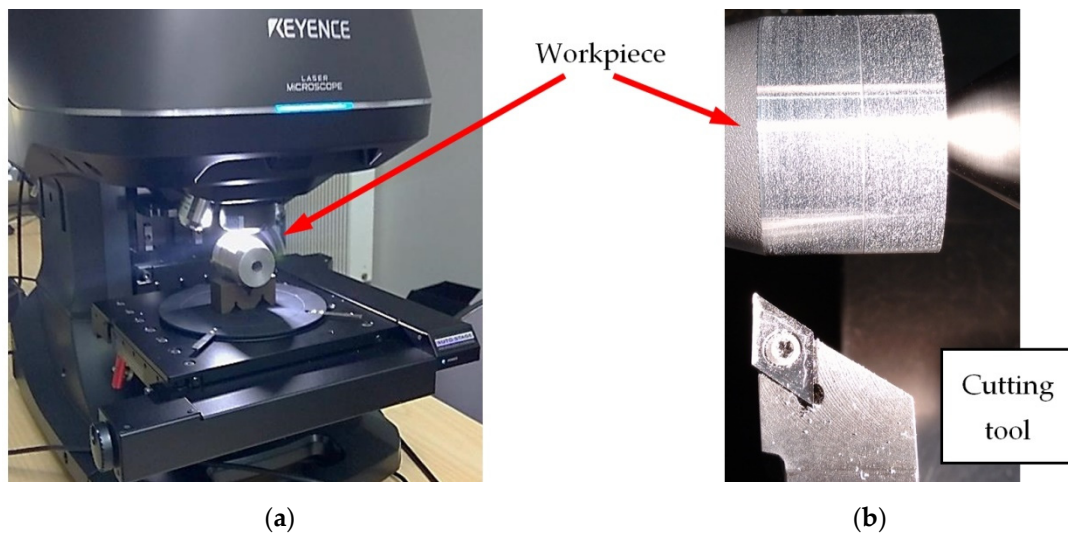 KEYENCE
LASER
MICROSCOPE
Workpiece
Cutting
tool
(a)
(b)